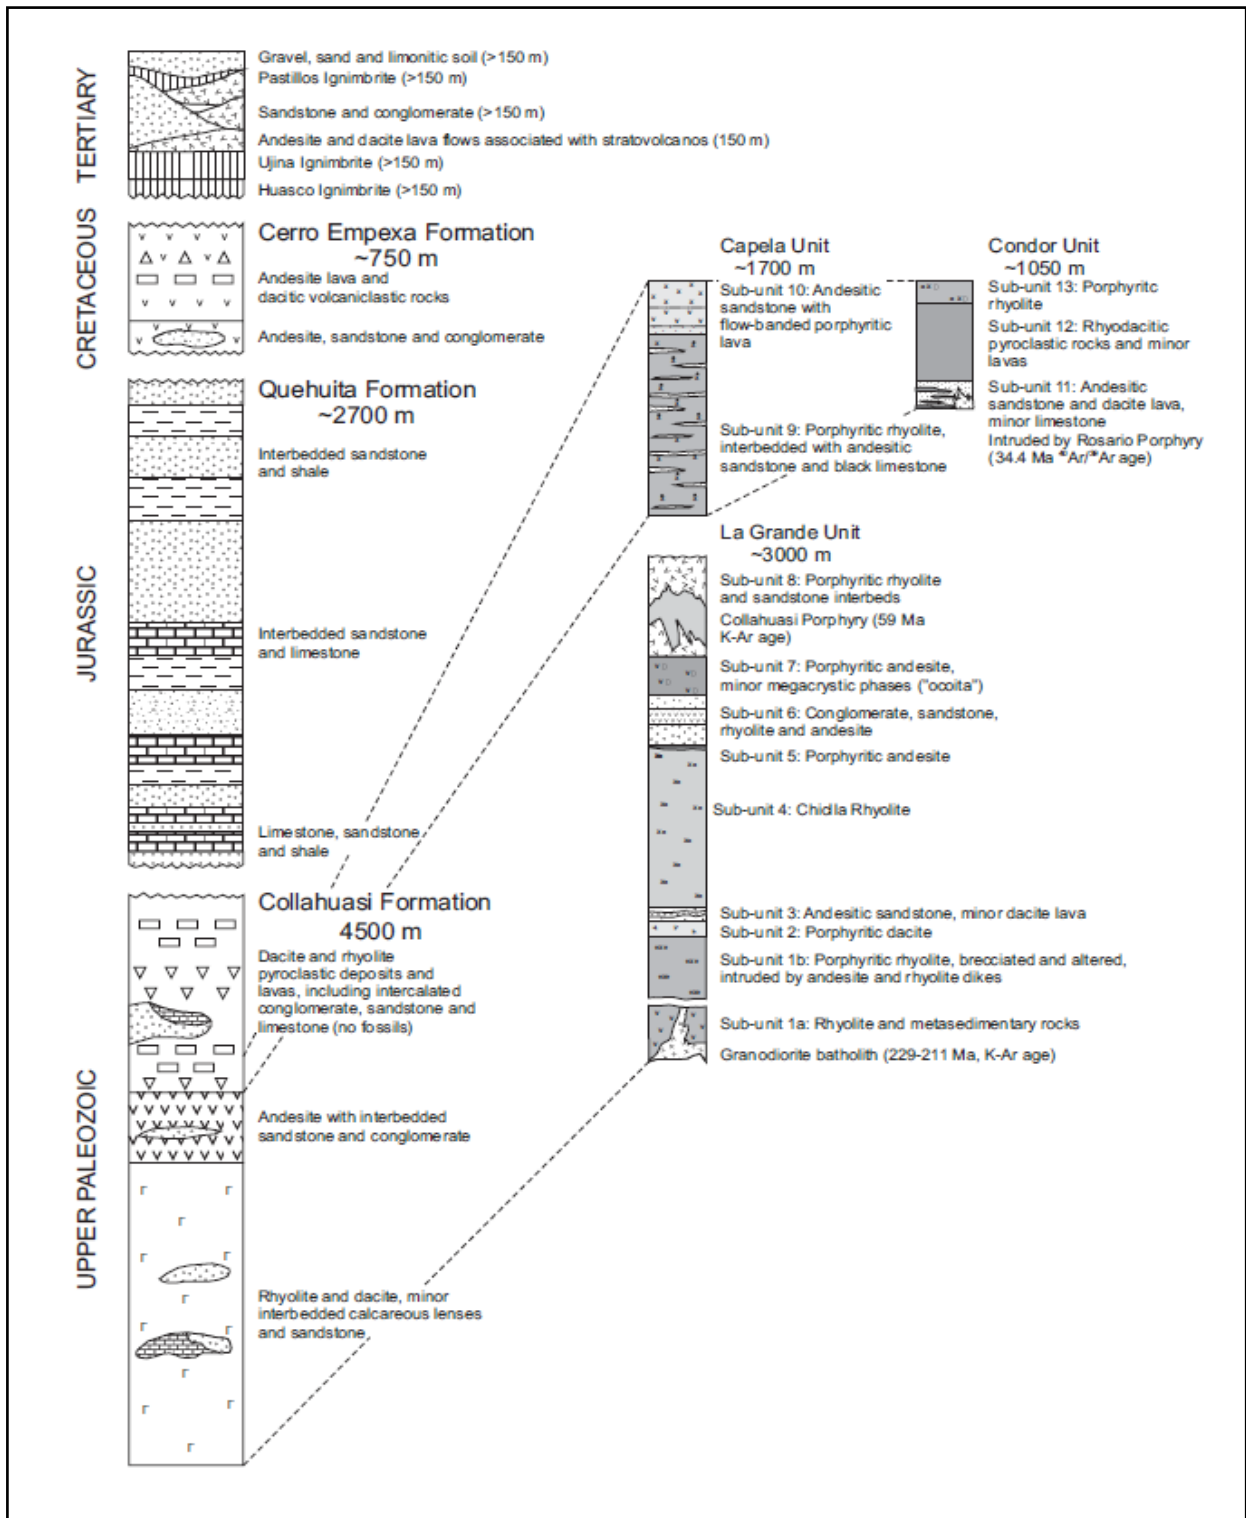 TERTIARY
Gravel, sand and limonitic soil (>150 m)
Pastillos Ignimbrite (>150 m)
Sandstone and conglomerate (>150 m)
Andesite and dacite lava flows associated with stratovolcanos (150 m)
Ujina Ignimbrite (>150 m)
Huasco Ignimbrite (>150 m)
CRETACEOUS
Cerro Empexa Formation
~750 m
Andesite lava and
dacitic volcaniclastic rocks
Andesite, sandstone and conglomerate
JURASSIC
Quehuita Formation
~2700 m
Interbedded sandstone
and shale
Interbedded sandstone
and limestone
Limestone, sandstone
and shale
UPPER PALEOZOIC
Collahuasi Formation
4500 m
Dacite and rhyolite
pyroclastic deposits and
lavas, including intercalated
conglomerate, sandstone and
limestone (no fossils)
Andesite with interbedded
sandstone and conglomerate
Rhyolite and dacite, minor
interbedded calcareous lenses
and sandstone
Capela Unit
~1700 m
Sub-unit 10: Andesitic
sandstone with
flow-banded porphyritic
lava
Sub-unit 9: Porphyritic rhyolite,
interbedded with andesitic
sandstone and black limestone
Condor Unit
~1050 m
Sub-unit 13: Porphyritc
rhyolite
Sub-unit 12: Rhyodacitic
pyroclastic rocks and minor
lavas
Sub-unit 11: Andesitic
sandstone and dacite lava,
minor limestone
Intruded by Rosario Porphyry
(34.4 Ma Ar/ Ar age)
La Grande Unit
~3000 m
Sub-unit 8: Porphyritic rhyolite
and sandstone interbeds
Collahuasi Porphyry (59 Ma
K-Ar age)
Sub-unit 7: Porphyritic andesite,
minor megacrystic phases ("ocoita")
Sub-unit 6: Conglomerate, sandstone,
rhyolite and andesite
Sub-unit 5: Porphyritic andesite
Sub-unit 4: Chiclla Rhyolite
Sub-unit 3: Andesitic sandstone, minor dacite lava
Sub-unit 2: Porphyritic dacite
Sub-unit 1b: Porphyritic rhyolite, brecciated and altered,
intruded by andesite and rhyolite dikes
Sub-unit 1a: Rhyolite and metasedimentary rocks
Granodiorite batholith (229-211 Ma, K-Ar age)